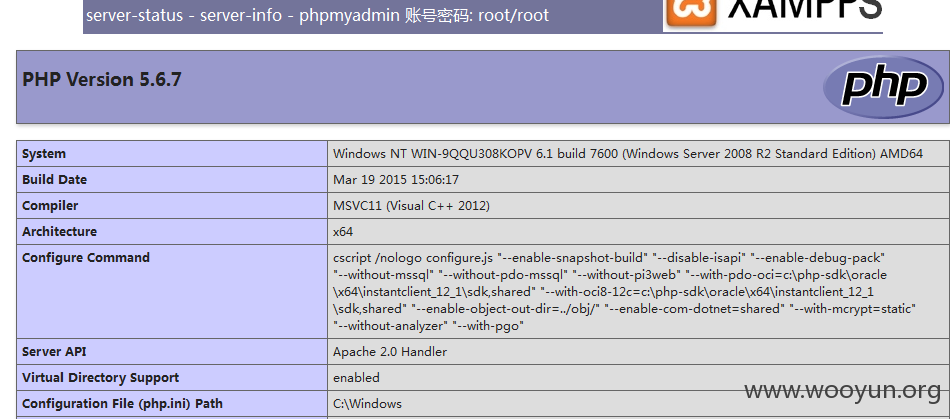 server-status - server-info - phpmyadmin 账号密码: root/root
XAMPPS
PHP Version 5.6.7
php
System Windows NT WIN-9QQU308KOPV 6.1 build 7600 (Windows Server 2008 R2 Standard Edition) AMD64
Build Date Mar 19 2015 15:06:17
Compiler MSVC11 (Visual C++ 2012)
Architecture x64
Configure Command cscript /nologo configure.js "--enable-snapshot-build" "--disable-isapi" "--enable-debug-pack"
"--without-mssql" "--without-pdo-mssql" "--without-pi3web" "--with-pdo-oci=c:\php-sdk\oracle
\x64\instantclient_12_1\sdk,shared" "--with-oci8-12c=c:\php-sdk\oracle\x64\instantclient_12_1
\sdk,shared" "--enable-object-out-dir=../obj/" "--enable-com-dotnet=shared" "--with-mcrypt=static"
"--without-analyzer" "--with-pgo"
Server API Apache 2.0 Handler
Virtual Directory Support enabled
Configuration File (php.ini) Path C:\Windows
www.wooyun.org